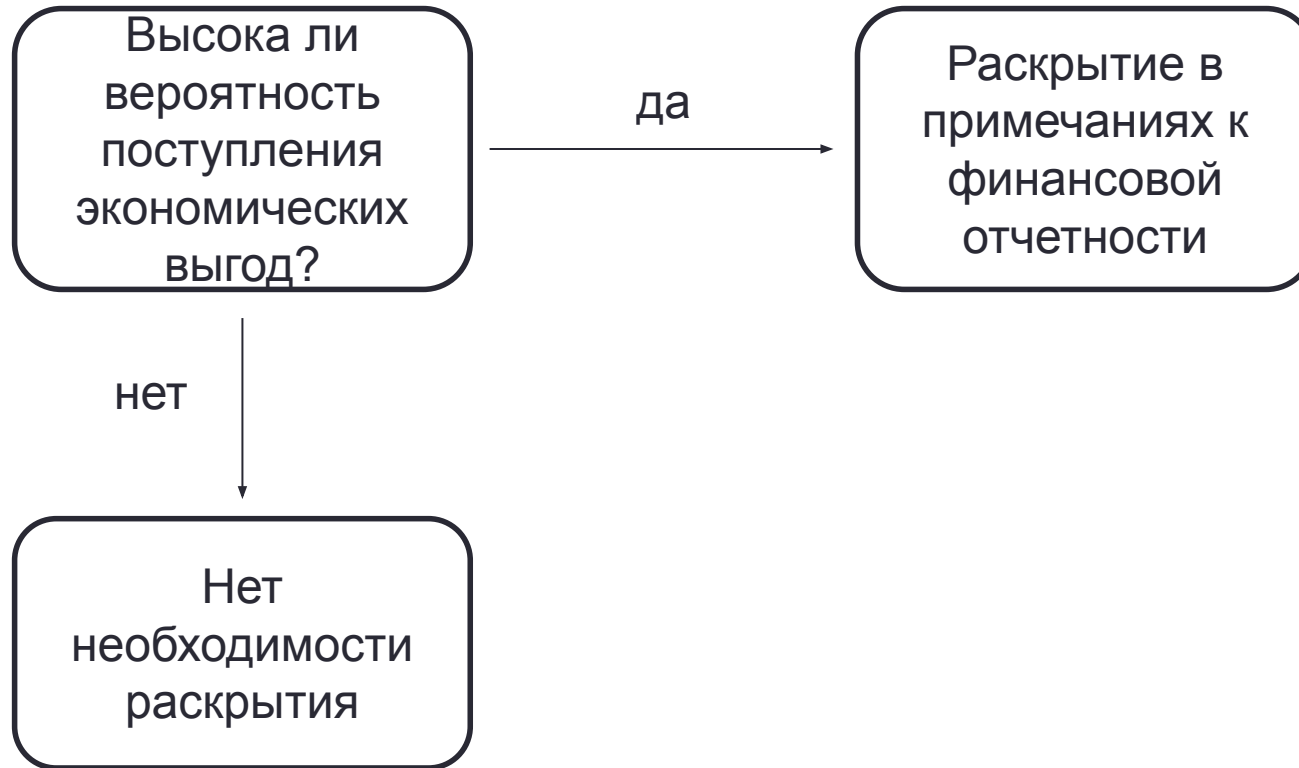 Высока ли
вероятность
поступления
экономических
выгод?
да
Раскрытие в
примечаниях к
финансовой
отчетности
нет
Нет
необходимости
раскрытия